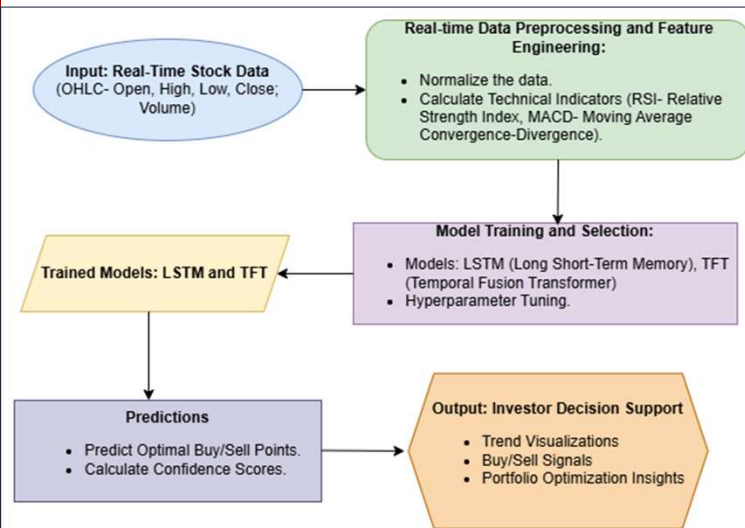 Input: Real-Time Stock Data
(OHLC- Open, High, Low, Close;
Volume)
Real-time Data Preprocessing and Feature
Engineering:
• Normalize the data.
• Calculate Technical Indicators (RSI- Relative
Strength Index, MACD- Moving Average
Convergence-Divergence).
Model Training and Selection:
• Models: LSTM (Long Short-Term Memory), TFT
(Temporal Fusion Transformer)
• Hyperparameter Tuning.
Trained Models: LSTM and TFT
Predictions
• Predict Optimal Buy/Sell Points.
• Calculate Confidence Scores.
Output: Investor Decision Support
• Trend Visualizations
• Buy/Sell Signals
• Portfolio Optimization Insights